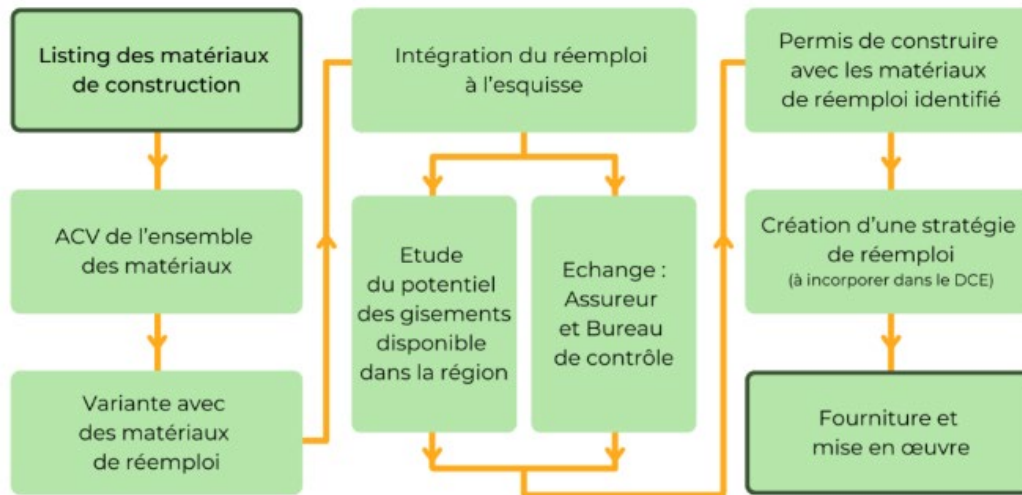 Listing des matériaux
de construction
ACV de l'ensemble
des matériaux
Variante avec
des matériaux
de réemploi
Intégration du réemploi
à l'esquisse
Etude
du potentiel
des gisements
disponible
dans la région
Echange :
Assureur
et Bureau
de contrôle
Permis de construire
avec les matériaux
de réemploi identifié
Création d'une stratégie
de réemploi
(à incorporer dans le DCE)
Fourniture et
mise en œuvre